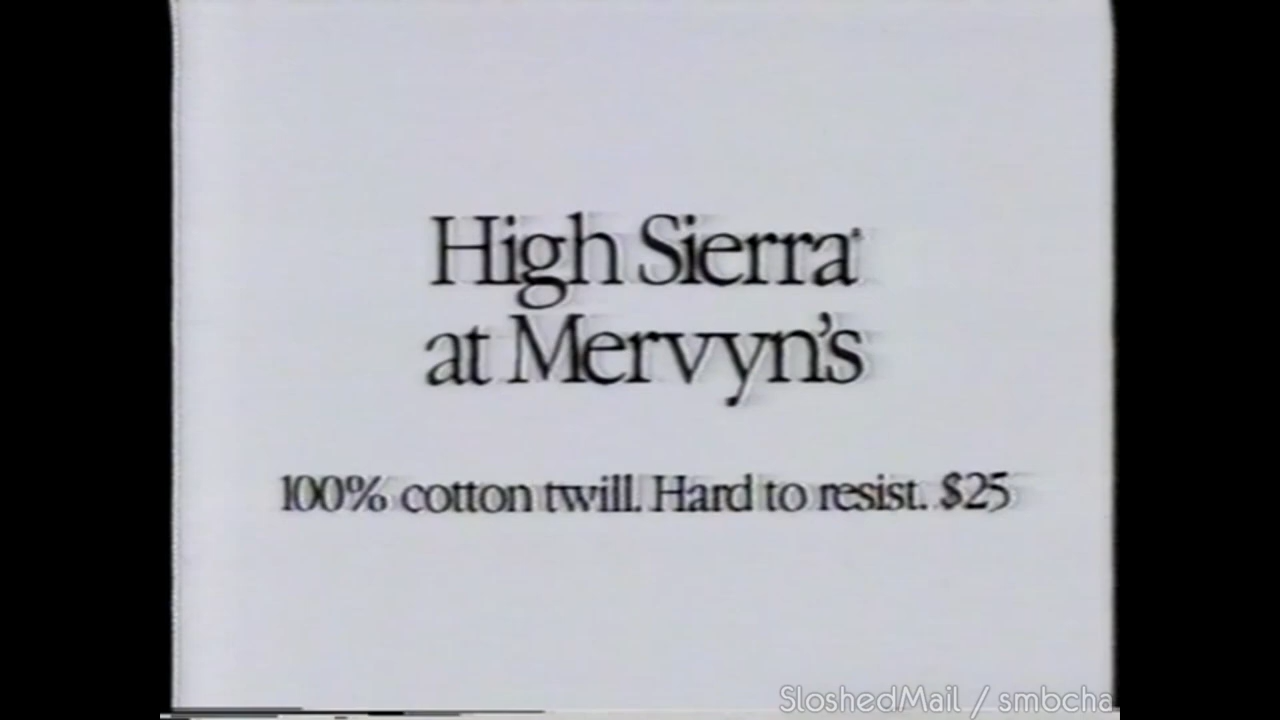 High Sierra®
at Mervyn's
100% cotton twill. Hard to resist. $25
SloshedMail / smbcha